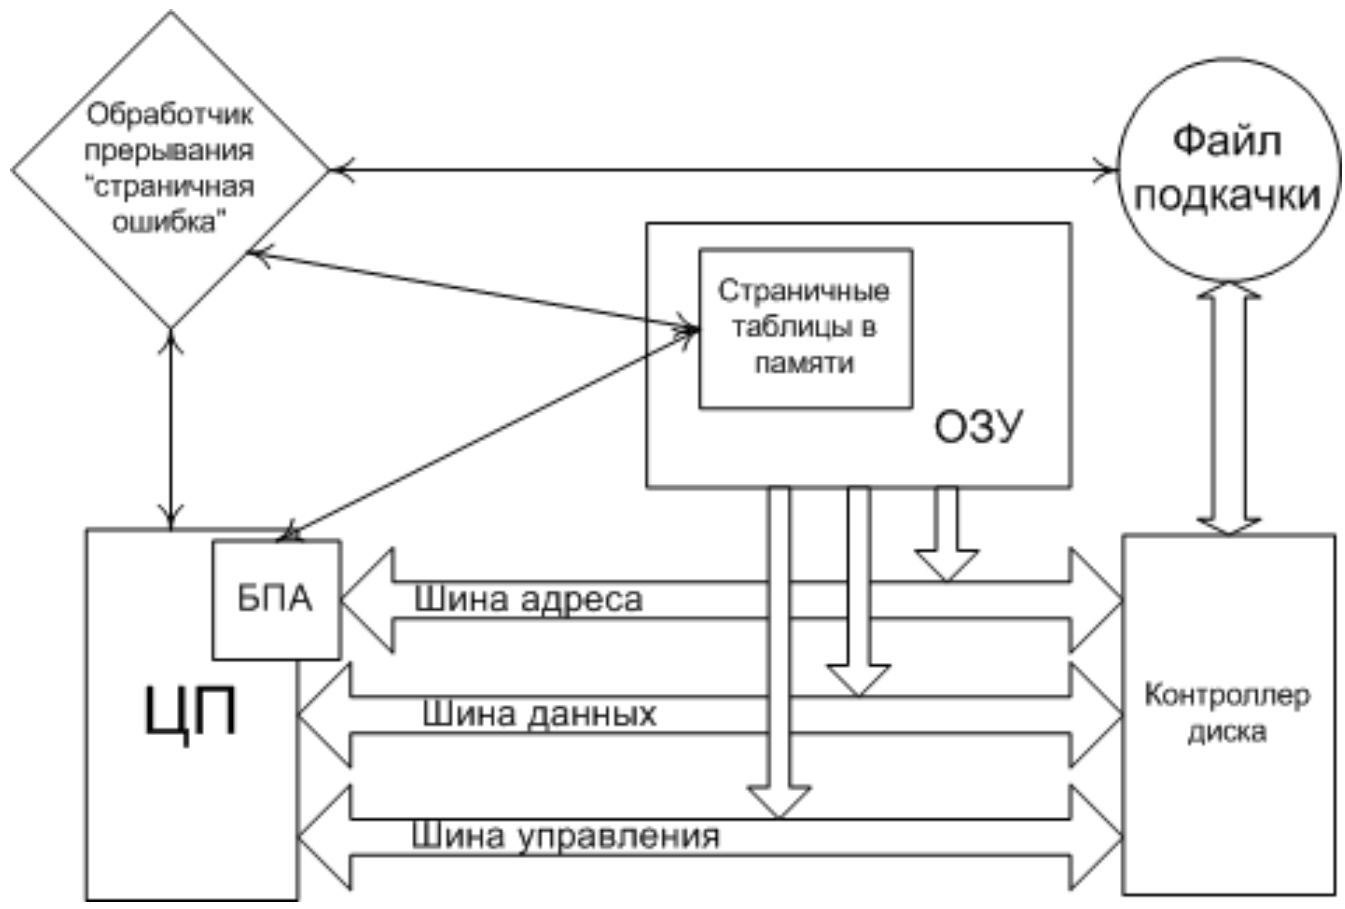 Обработчик
прерывания
"страничная
ошибка"
Файл
подкачки
Страничные
таблицы в
памяти
ОЗУ
БПА
ЦП
Шина адреса
Шина данных
Шина управления
Контроллер
диска